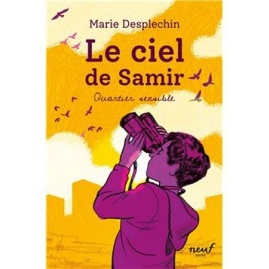 Marie Desplechin
Le ciel
de Samir
Quartier sensible
neuf